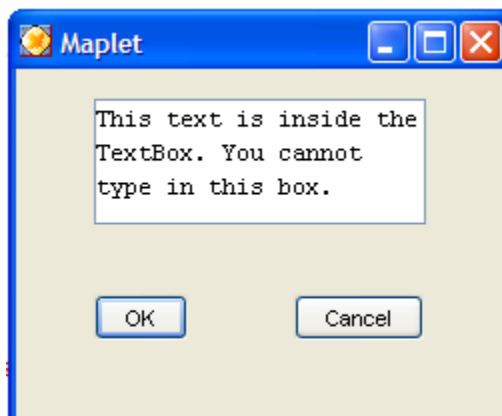 Maplet
This text is inside the
TextBox. You cannot
type in this box.
OK
Cancel